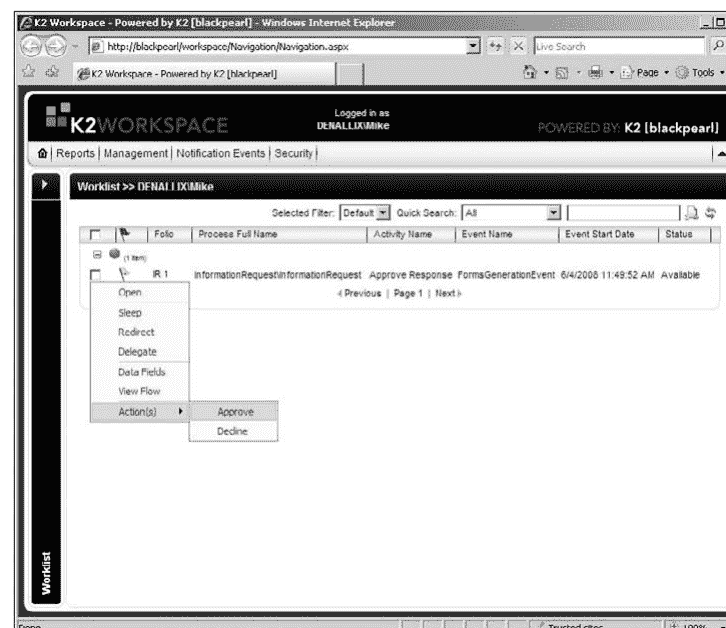 K2 Workspace - Powered by K2 [blackpearl] - Windows Internet Explorer
http://blackpearl/workspace/Navigation/Navigation.aspx
Live Search
K2 Workspace - Powered by K2 [blackpearl]
Page
Tools
K2WORKSPACE
Logged in as
DENALLIX\Mike
POWERED BY: K2 [blackpearl]
Reports | Management | Notification Events | Security |
Worklist >> DENALLIX\Mike
Selected Filter: Default Quick Search: All
Folio Process Full Name Activity Name Event Name Event Start Date Status
(1 Item)
IR 1 InformationRequest\InformationRequest Approve Response FormsGenerationEvent 6/4/2008 11:49:52 AM Available
Previous | Page 1 | Next
Open
Sleep
Redirect
Delegate
Data Fields
View Flow
Action(s)
Approve
Decline
Worklist
Done
Trusted sites
100%